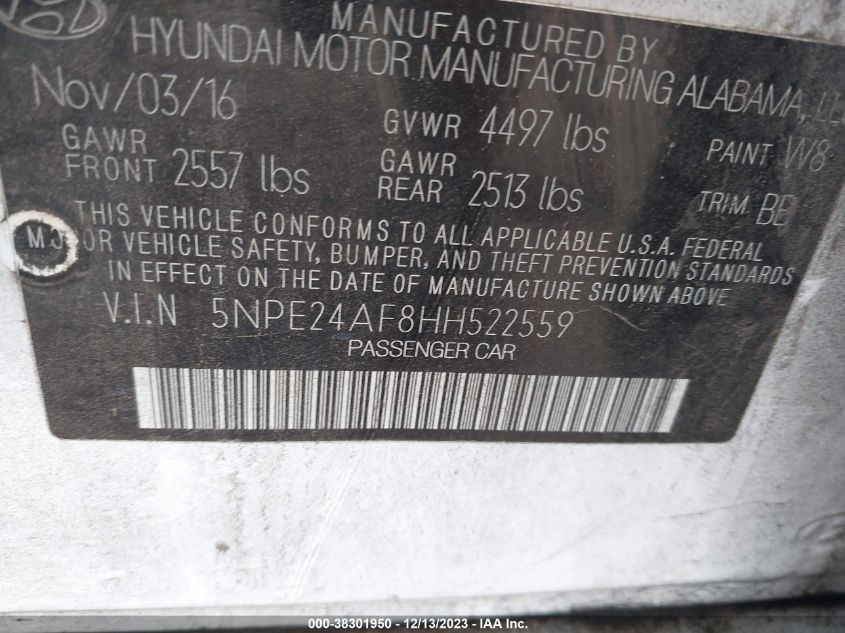 MANUFACTURED BY
HYUNDAI MOTOR MANUFACTURING ALABAMA, LLC
Nov/03/16
GVWR 4497 lbs
PAINT W8
GAWR FRONT 2557 lbs
GAWR REAR 2513 lbs
TRIM BE
THIS VEHICLE CONFORMS TO ALL APPLICABLE U.S.A. FEDERAL
MJ OR VEHICLE SAFETY, BUMPER, AND THEFT PREVENTION STANDARDS
IN EFFECT ON THE DATE OF MANUFACTURE SHOWN ABOVE.
V.I.N 5NPE24AF8HH522559
PASSENGER CAR
000-38301950 - 12/13/2023 - IAA Inc.